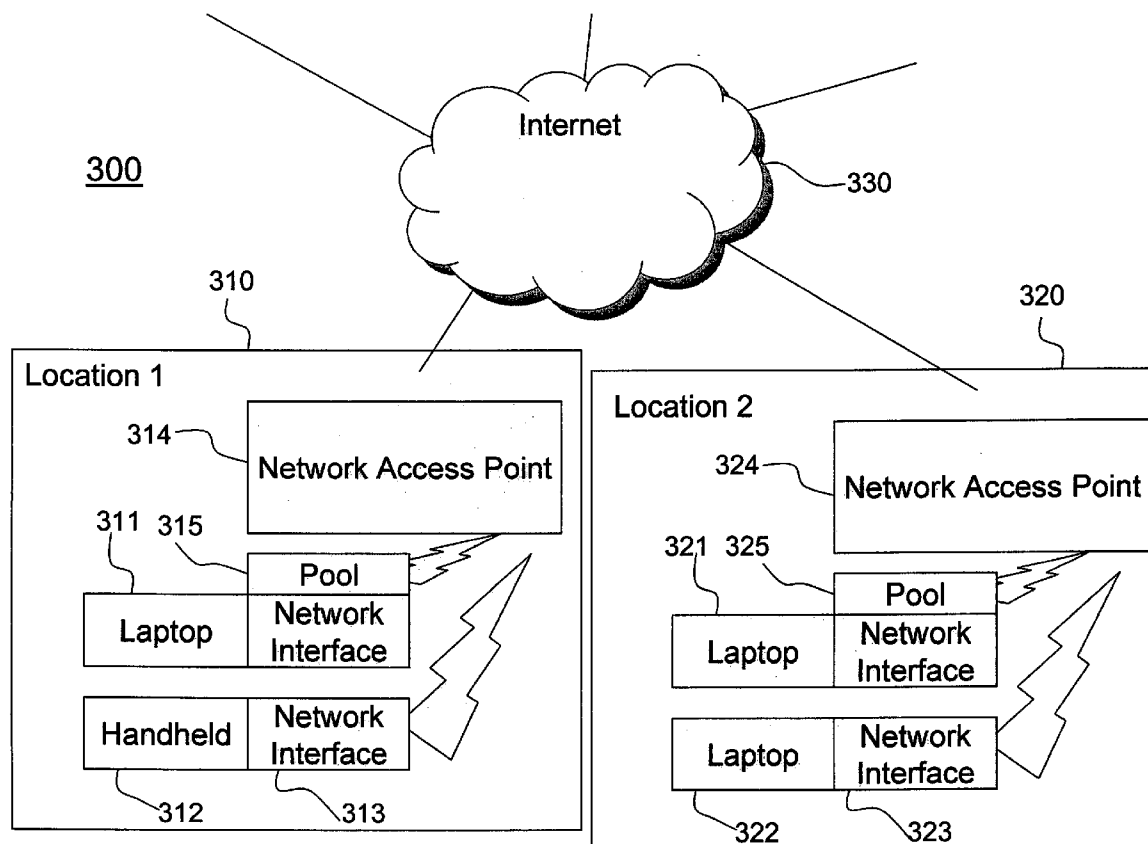 Internet
300
330
310
320
Location 1
Location 2
314
Network Access Point
324
Network Access Point
311
315
321
325
Pool
Pool
Laptop
Network
Interface
Laptop
Network
Interface
Handheld
Network
Interface
Laptop
Network
Interface
312
313
322
323